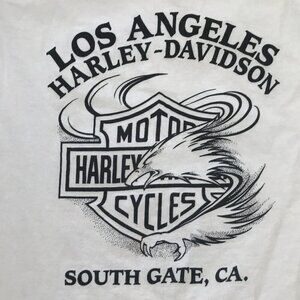 LOS ANGELES
HARLEY-DAVIDSON
MOTOR
HARLEY
CYCLES
SOUTH GATE, CA.